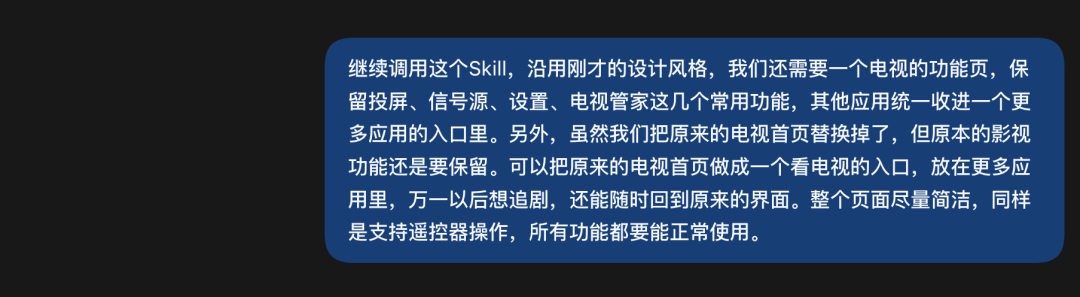 继续调用这个Skill，沿用刚才的设计风格，我们还需要一个电视的功能页，保
留投屏、信号源、设置、电视管家这几个常用功能，其他应用统一收进一个更
多应用的入口里。另外，虽然我们把原来的电视首页替换掉了，但原本的影视
功能还是要保留。可以把原来的电视首页做成一个看电视的入口，放在更多应
用里，万一以后想追剧，还能随时回到原来的界面。整个页面尽量简洁，同样
是支持遥控器操作，所有功能都要能正常使用。